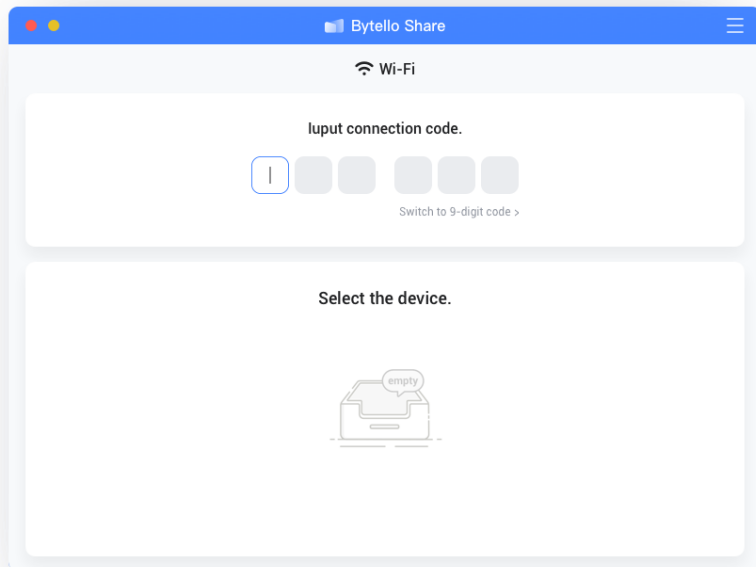 Bytello Share
Wi-Fi
Iuput connection code.
Switch to 9-digit code >
Select the device.
empty